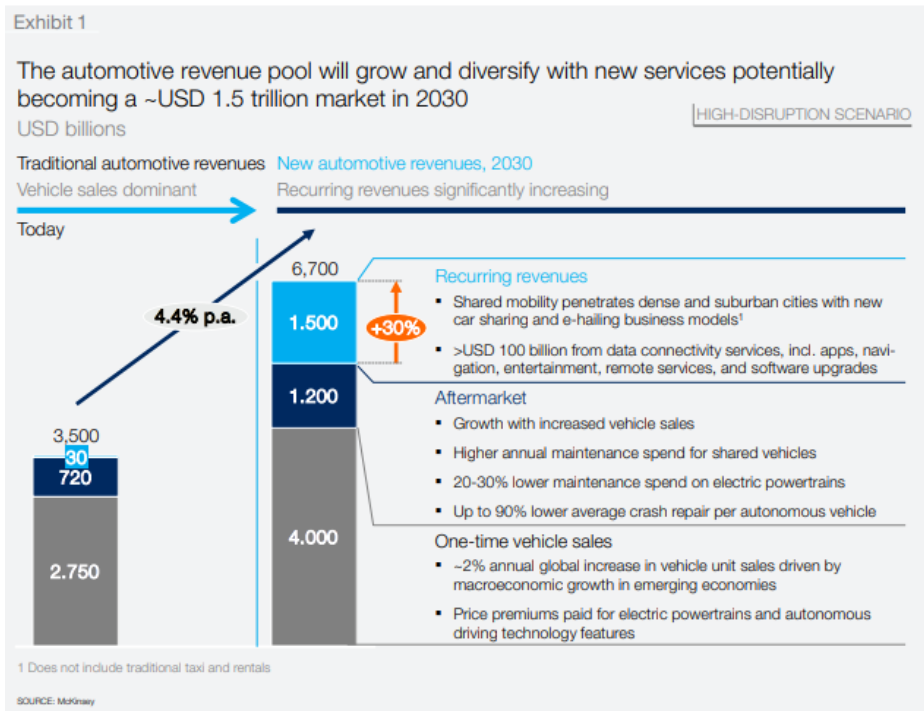 Exhibit 1
The automotive revenue pool will grow and diversify with new services potentially
becoming a ~USD 1.5 trillion market in 2030
USD billions
HIGH-DISRUPTION SCENARIO
Traditional automotive revenues
New automotive revenues, 2030
Vehicle sales dominant
Recurring revenues significantly increasing
Today
4.4% p.a.
3,500
30
720
2.750
6,700
1.500
+30%
1.200
4.000
Recurring revenues
▪ Shared mobility penetrates dense and suburban cities with new
car sharing and e-hailing business models¹
▪ >USD 100 billion from data connectivity services, incl. apps, navi-
gation, entertainment, remote services, and software upgrades
Aftermarket
▪ Growth with increased vehicle sales
▪ Higher annual maintenance spend for shared vehicles
▪ 20-30% lower maintenance spend on electric powertrains
▪ Up to 90% lower average crash repair per autonomous vehicle
One-time vehicle sales
▪ ~2% annual global increase in vehicle unit sales driven by
macroeconomic growth in emerging economies
▪ Price premiums paid for electric powertrains and autonomous
driving technology features
1 Does not include traditional taxi and rentals
SOURCE: McKinsey